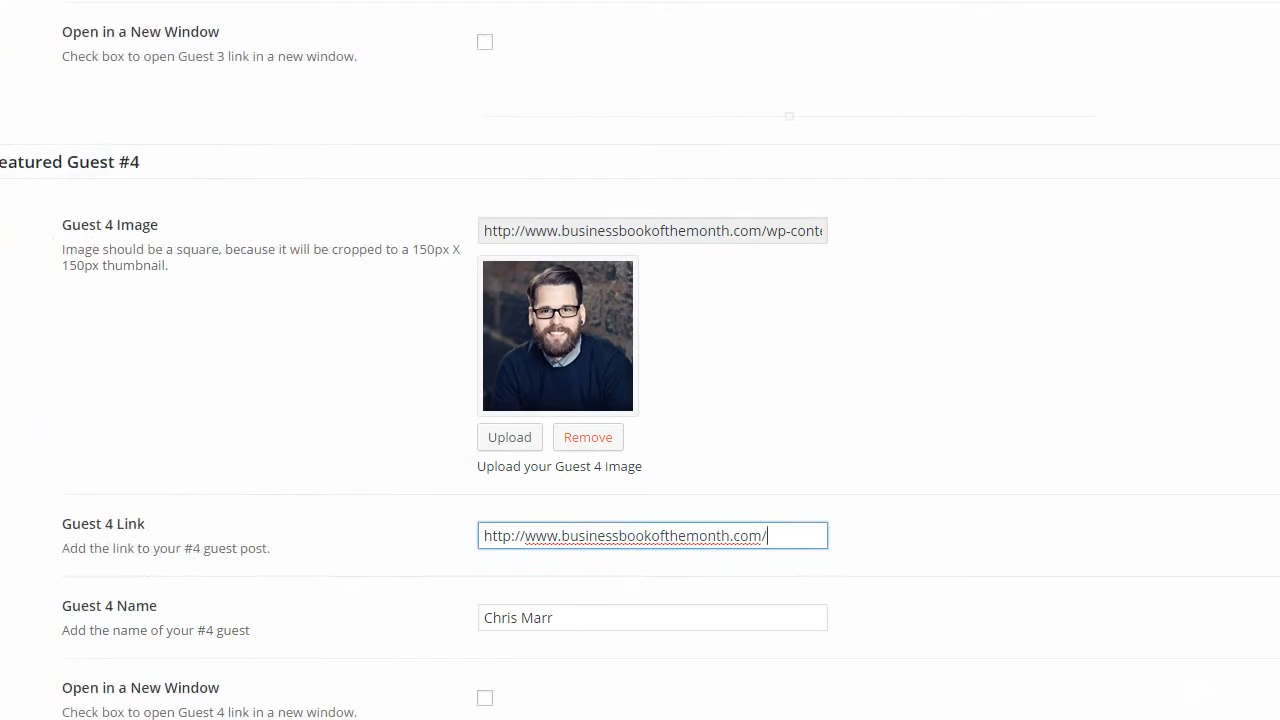 Open in a New Window
Check box to open Guest 3 link in a new window.
eatured Guest #4
Guest 4 Image
Image should be a square, because it will be cropped to a 150px X
150px thumbnail.
http://www.businessbookofthemonth.com/wp-conte
Upload
Remove
Upload your Guest 4 Image
Guest 4 Link
Add the link to your #4 guest post.
http://www.businessbookofthemonth.com/
Guest 4 Name
Add the name of your #4 guest
Chris Marr
Open in a New Window
Check box to open Guest 4 link in a new window.